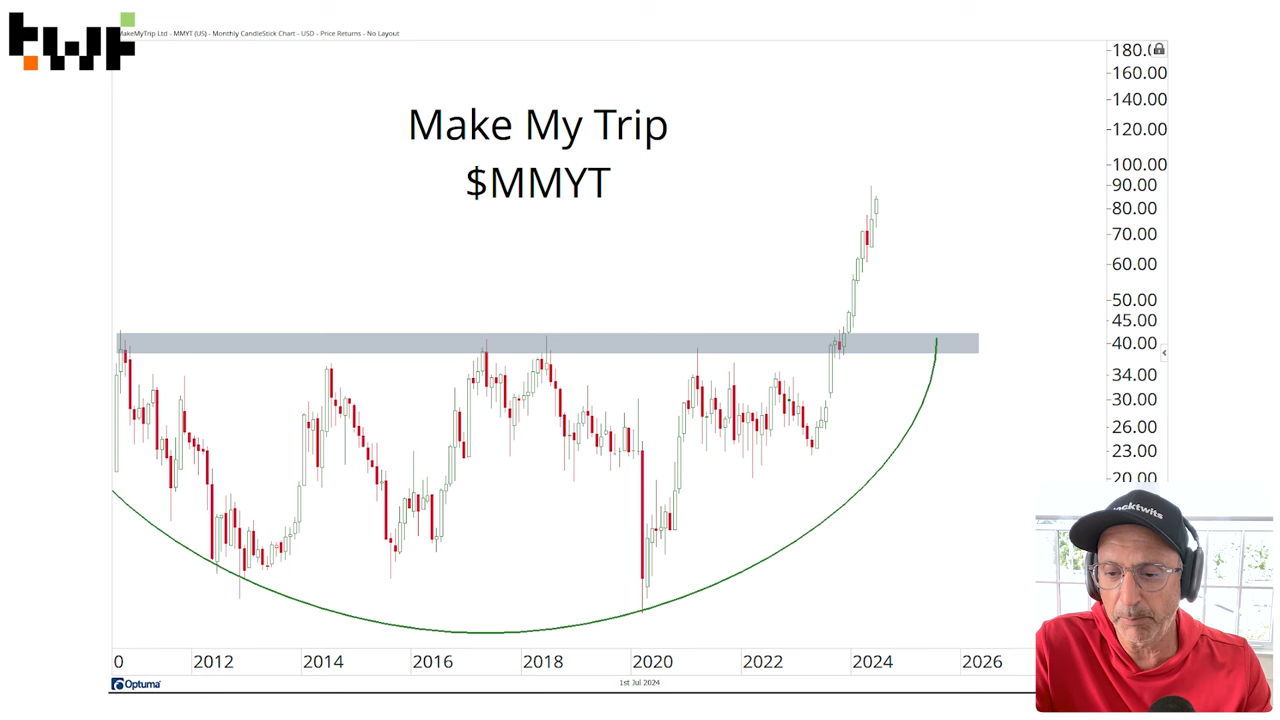 twf
MakeMyTrip Ltd - MMYT (US) - Monthly CandleStick Chart - USD - Price Returns - No Layout
Make My Trip
$MMYT
160.00
140.00
120.00
100.00
90.00
80.00
70.00
60.00
50.00
45.00
40.00
34.00
30.00
26.00
23.00
20.00
0 2012 2014 2016 2018 2020 2022 2024 2026
Optuma
1st Jul 2024